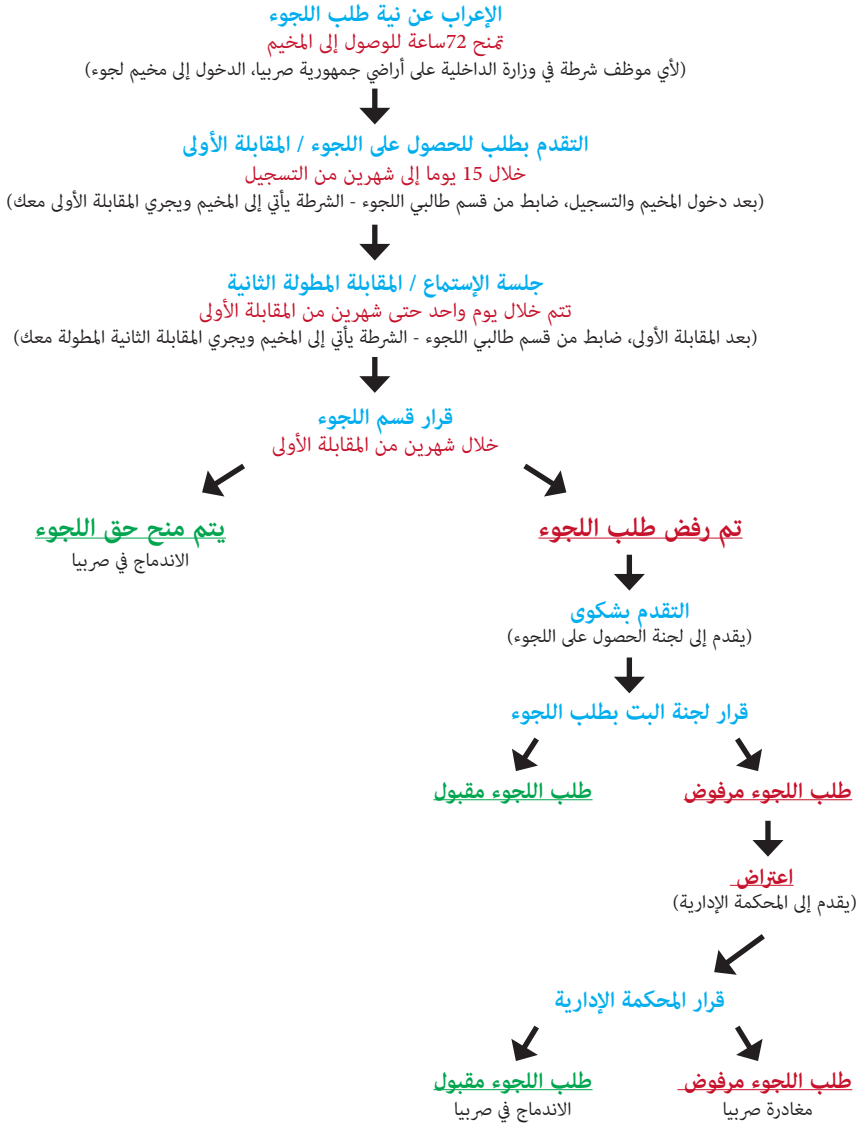 الإعراب عن نية طلب اللجوء
تمنح 72ساعة للوصول إلى المخيم
(لأي موظف شرطة في وزارة الداخلية على أراضي جمهورية صربيا، الدخول إلى مخيم لجوء)
التقدم بطلب للحصول على اللجوء / المقابلة الأولى
خلال 15 يوما إلى شهرين من التسجيل
(بعد دخول المخيم والتسجيل، ضابط من قسم طالبي اللجوء - الشرطة يأتي إلى المخيم ويجري المقابلة الأولى معك)
جلسة الإستماع / المقابلة المطولة الثانية
تتم خلال يوم واحد حتى شهرين من المقابلة الأولى
(بعد المقابلة الأولى، ضابط من قسم طالبي اللجوء - الشرطة يأتي إلى المخيم ويجري المقابلة الثانية المطولة معك)
قرار قسم اللجوء
خلال شهرين من المقابلة الأولى
تم رفض طلب اللجوء
يتم منح حق اللجوء
الاندماج في صربيا
التقدم بشكوى
(يقدم إلى لجنة الحصول على اللجوء)
قرار لجنة البت بطلب اللجوء
طلب اللجوء مرفوض
طلب اللجوء مقبول
اعتراض
(يقدم إلى المحكمة الإدارية)
قرار المحكمة الإدارية
طلب اللجوء مرفوض
طلب اللجوء مقبول
مغادرة صربيا
الاندماج في صربيا